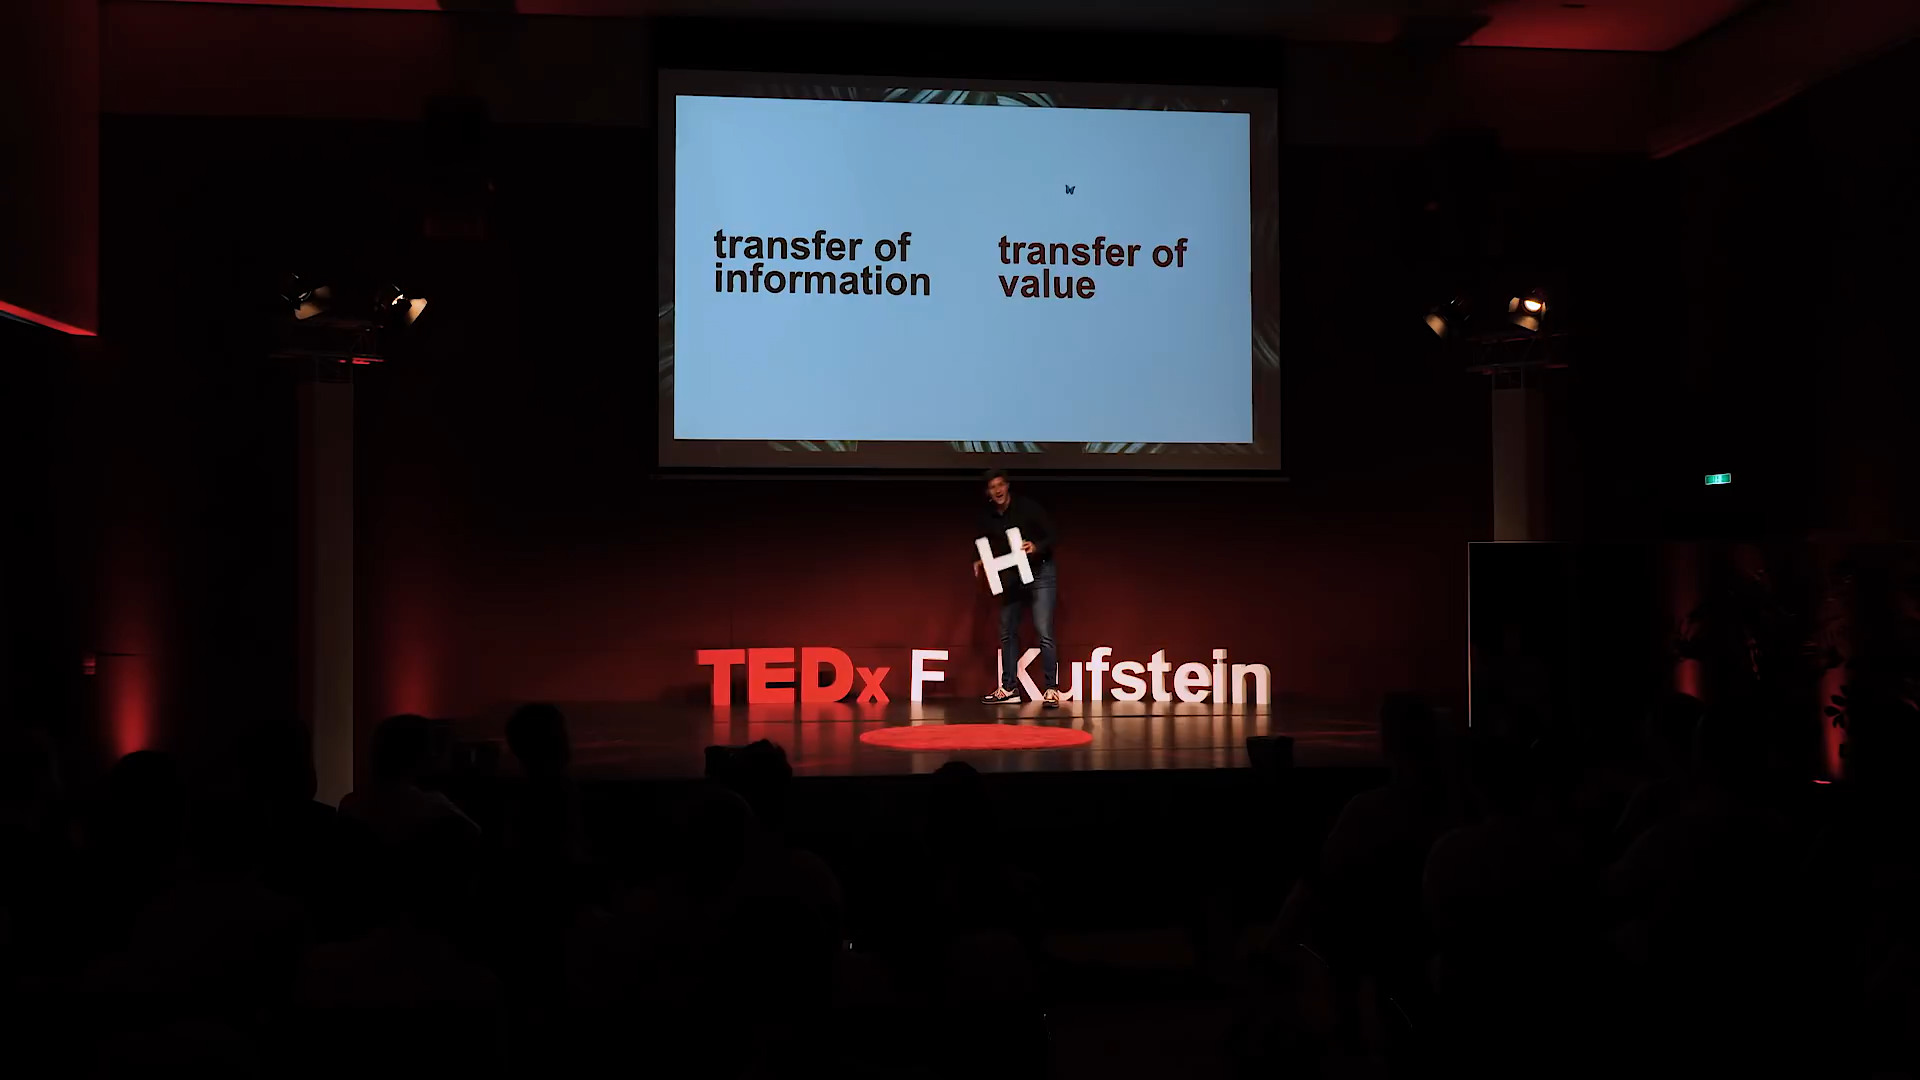 transfer of
information
transfer of
value
H
TEDx F Kufstein